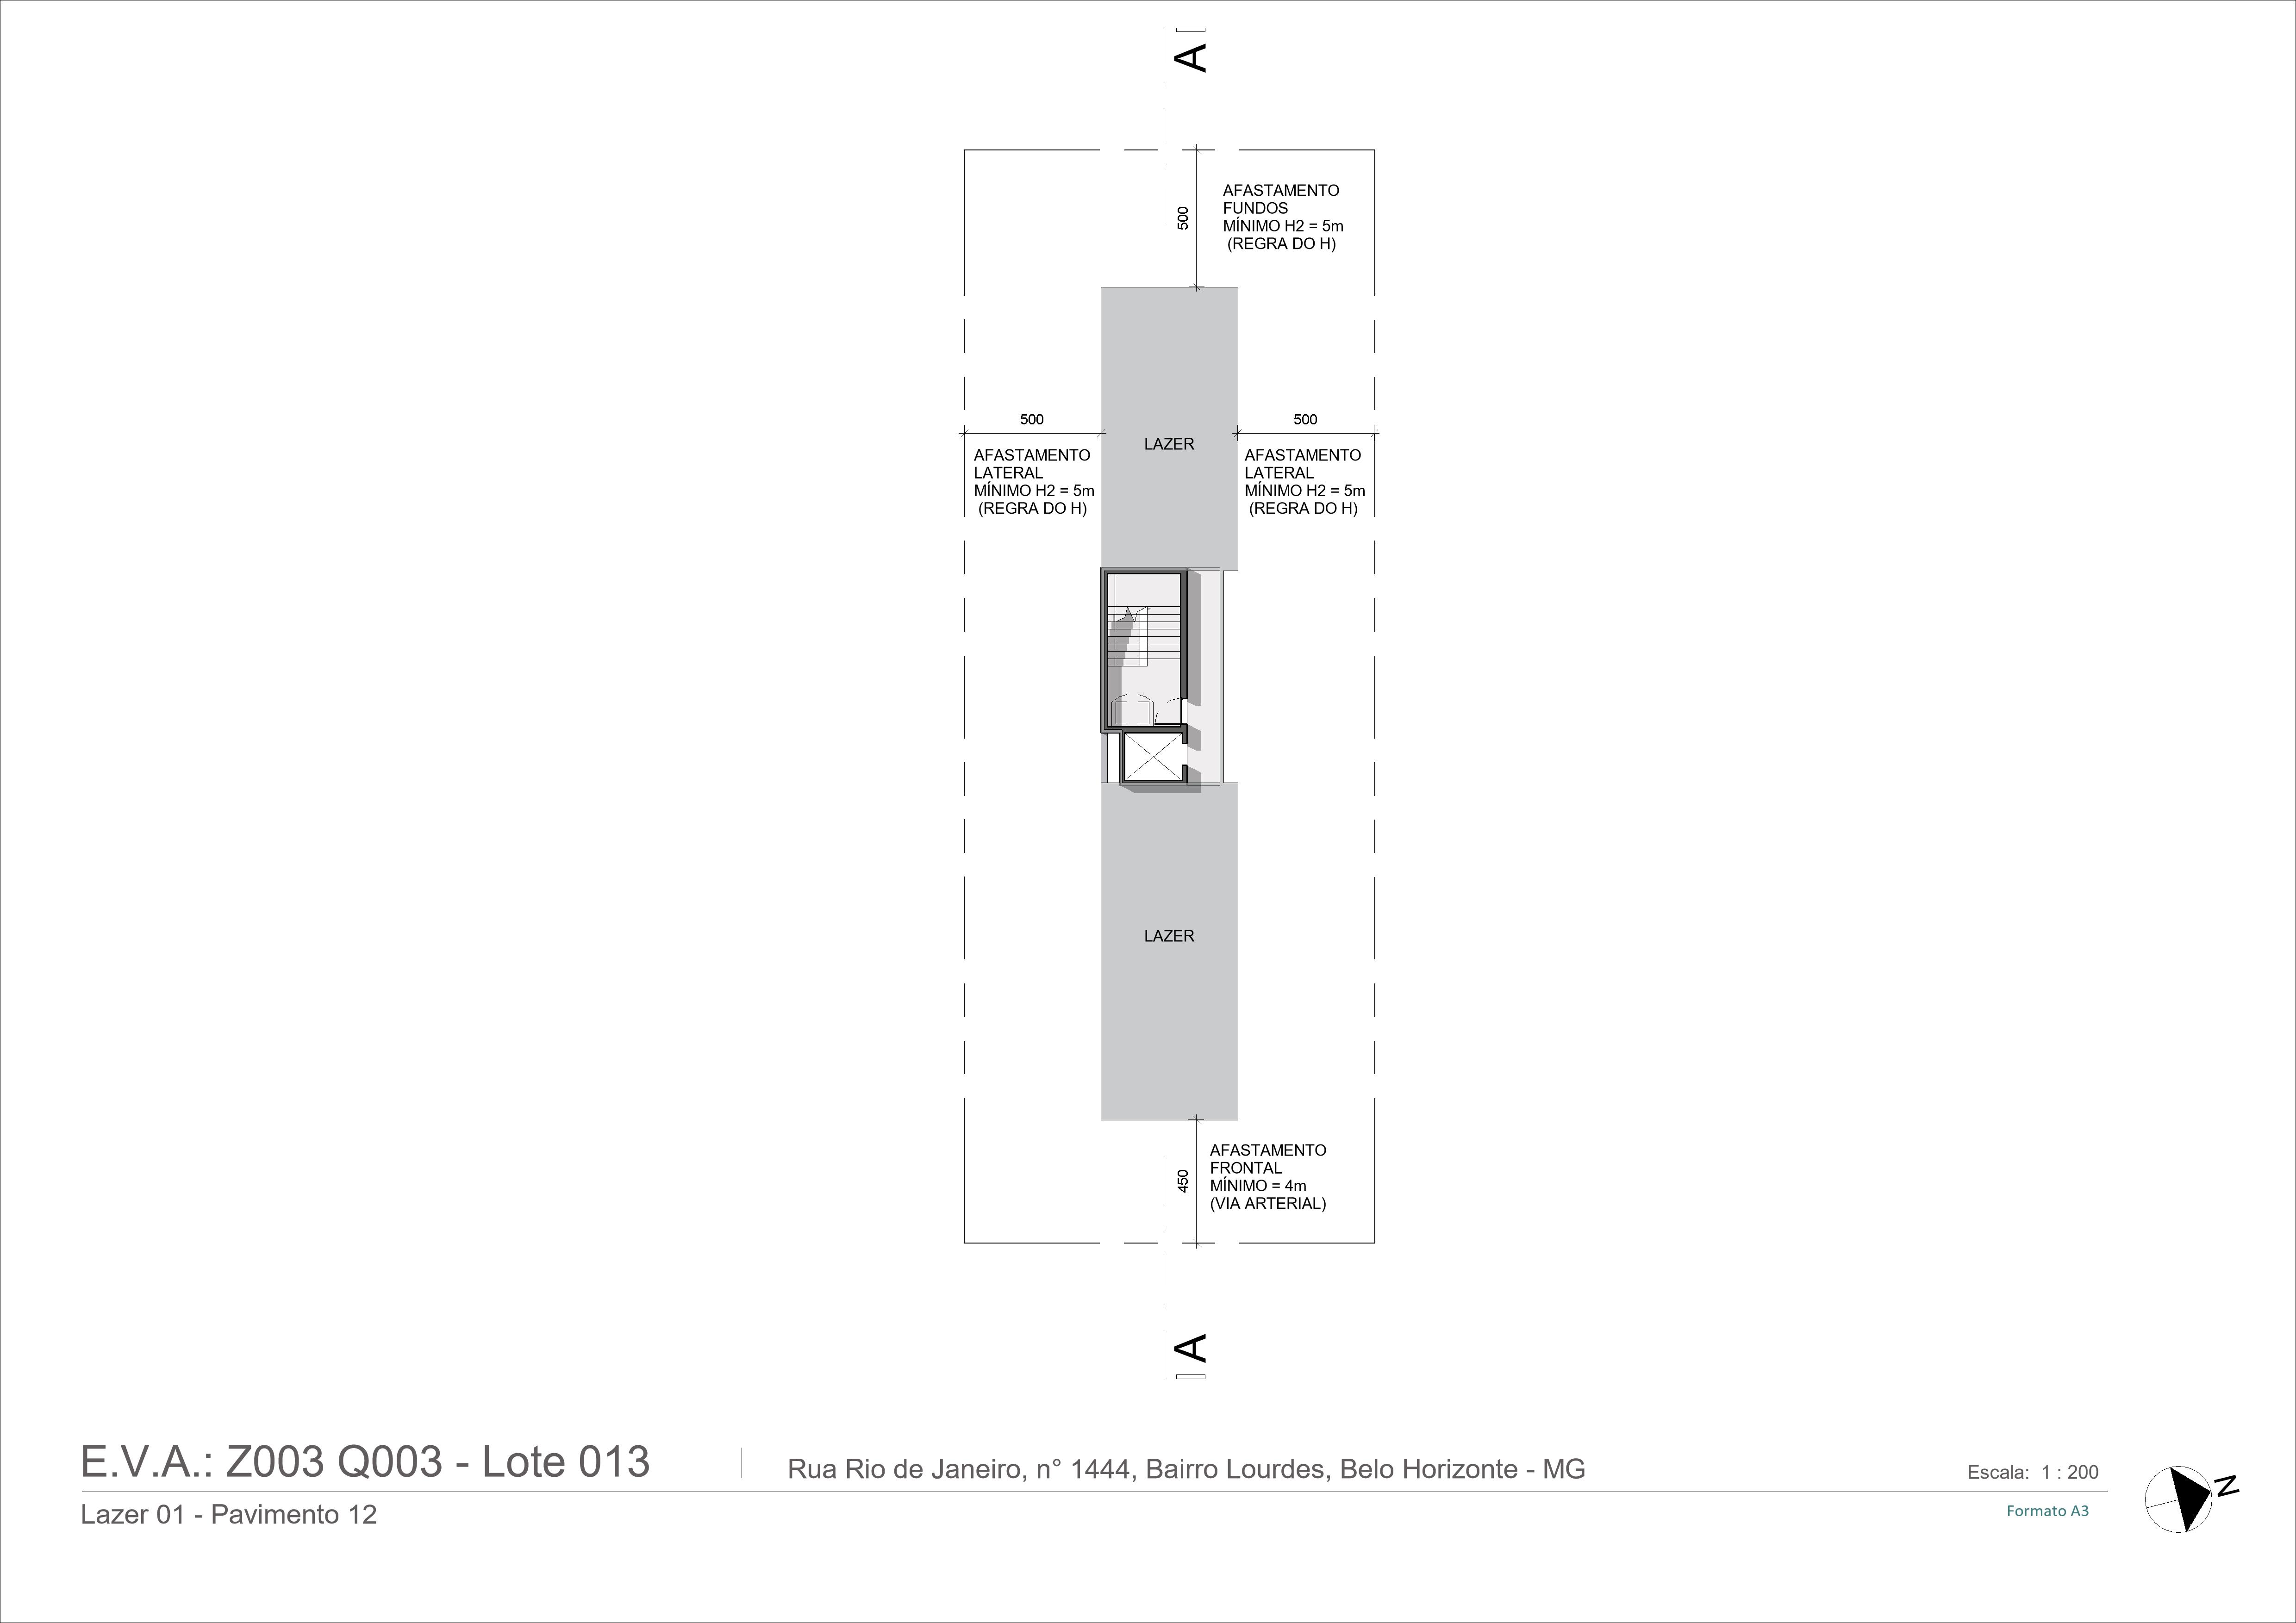 A
500
AFASTAMENTO
FUNDOS
MÍNIMO H2 = 5m
(REGRA DO H)
500
500
LAZER
AFASTAMENTO
LATERAL
MÍNIMO H2 = 5m
(REGRA DO H)
AFASTAMENTO
LATERAL
MÍNIMO H2 = 5m
(REGRA DO H)
LAZER
450
AFASTAMENTO
FRONTAL
MÍNIMO = 4m
(VIA ARTERIAL)
A
E.V.A.: Z003 Q003 - Lote 013
Rua Rio de Janeiro, n° 1444, Bairro Lourdes, Belo Horizonte - MG
Escala: 1 : 200
N
Lazer 01 - Pavimento 12
Formato A3